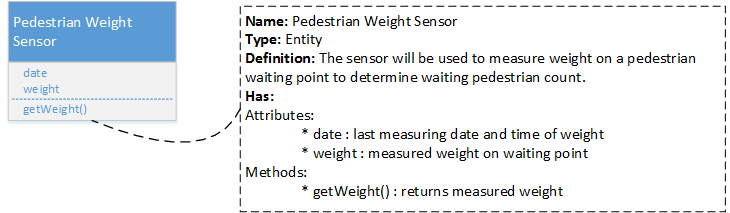 Pedestrian Weight
Sensor
date
weight
getWeight()
Name: Pedestrian Weight Sensor
Type: Entity
Definition: The sensor will be used to measure weight on a pedestrian
waiting point to determine waiting pedestrian count.
Has:
Attributes:
* date : last measuring date and time of weight
* weight : measured weight on waiting point
Methods:
* getWeight() : returns measured weight